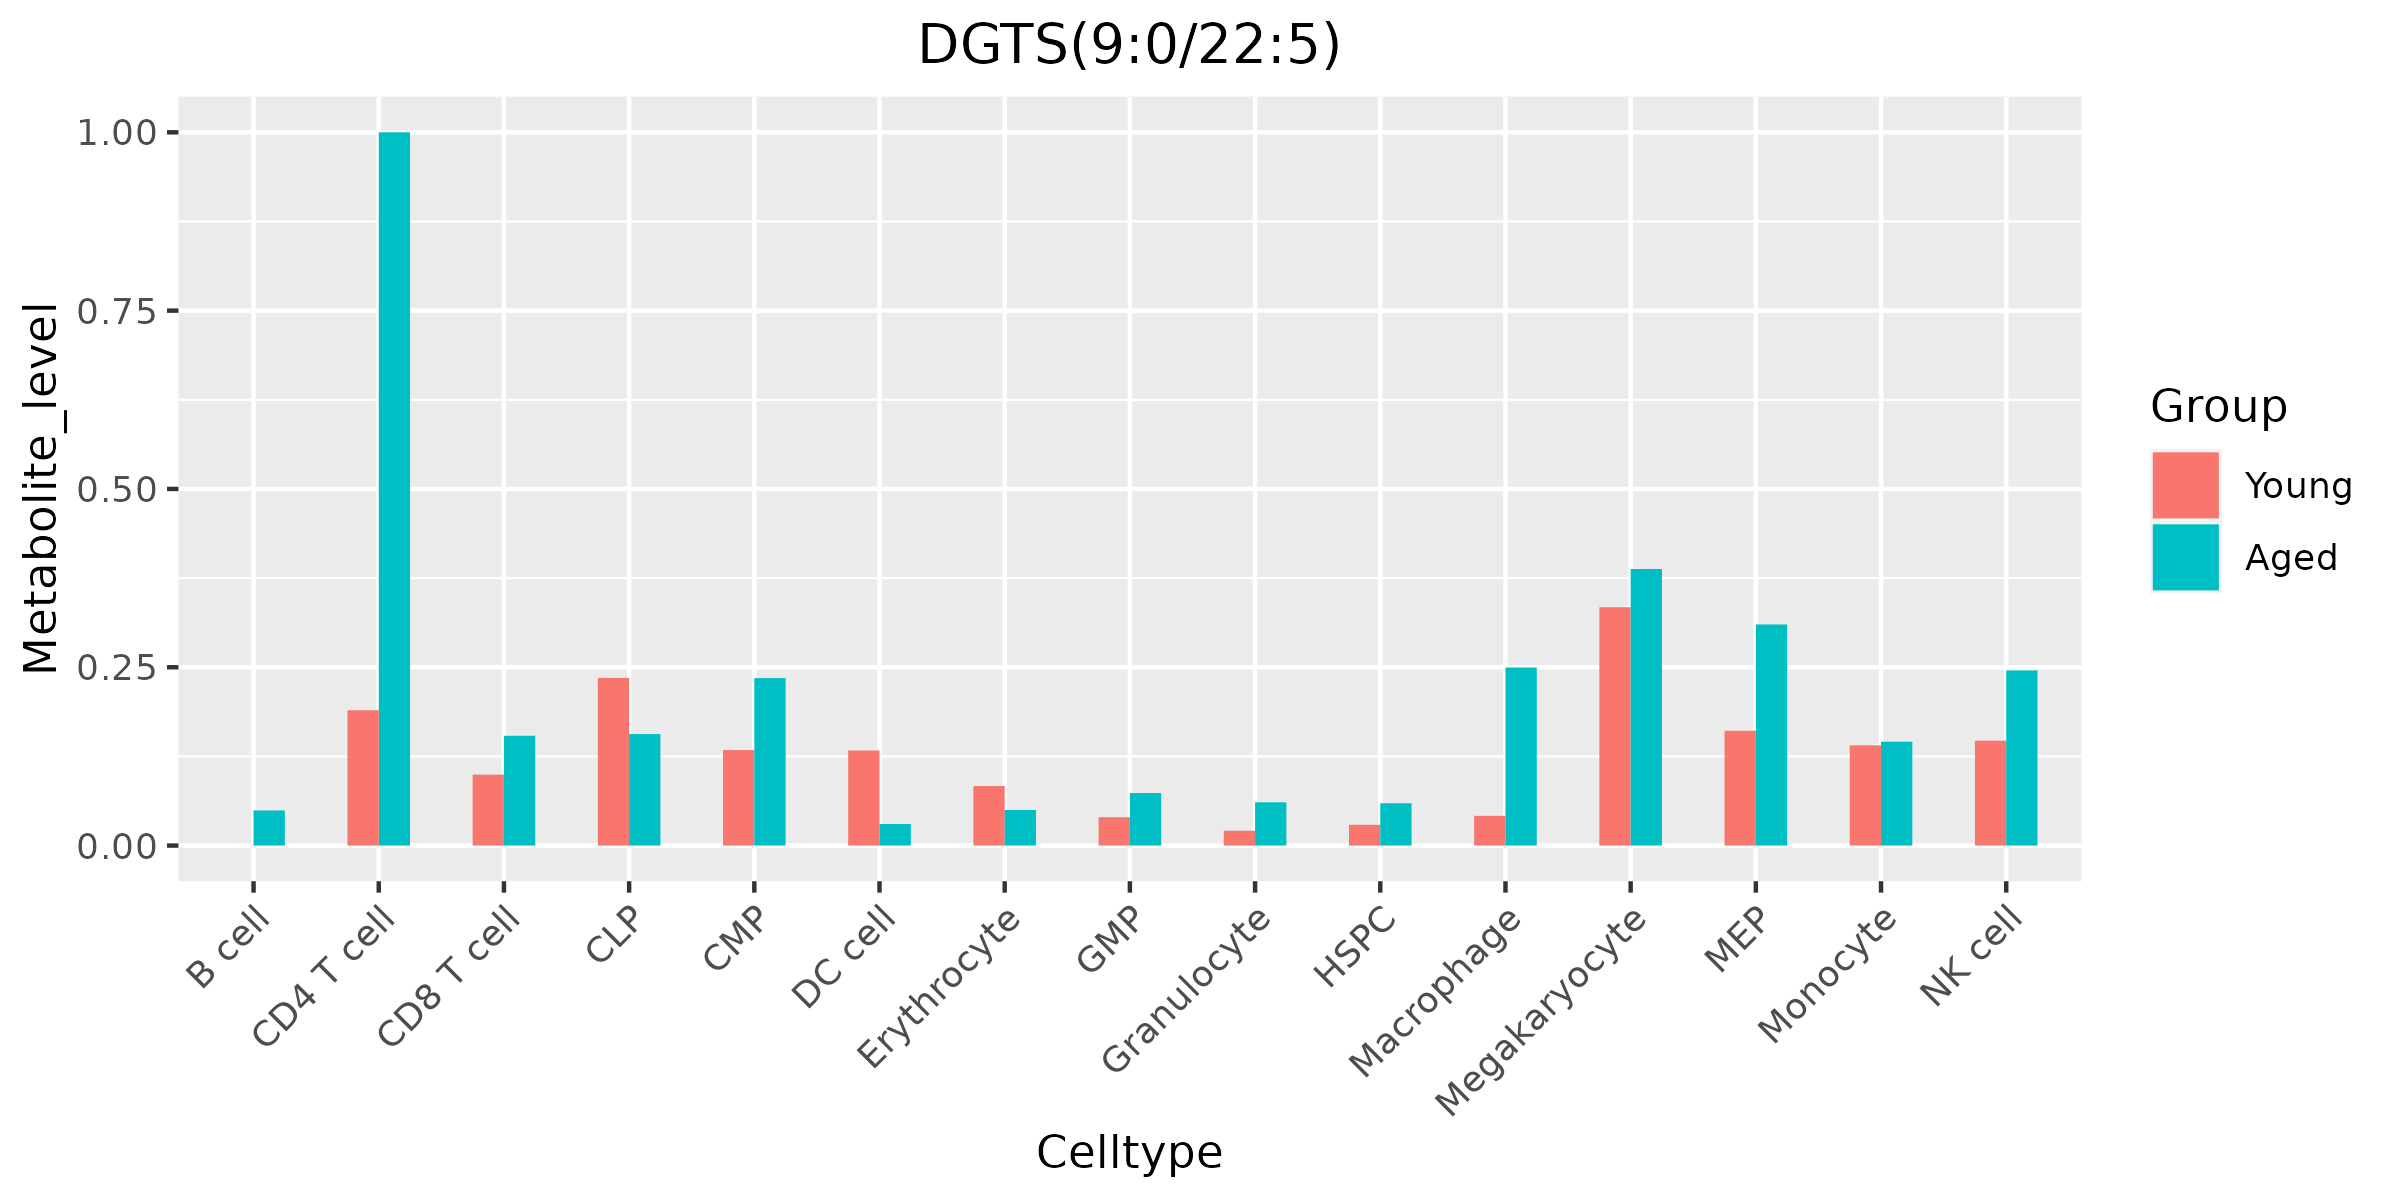 DGTS(9:0/22:5)
Metabolite_level
1.00
0.75
0.50
0.25
0.00
B cell
CD4 T cell
CD8 T cell
CLP
CMP
DC cell
Erythrocyte
GMP
Granulocyte
HSPC
Macrophage
Megakaryocyte
MEP
Monocyte
NK cell
Celltype
Group
Young
Aged